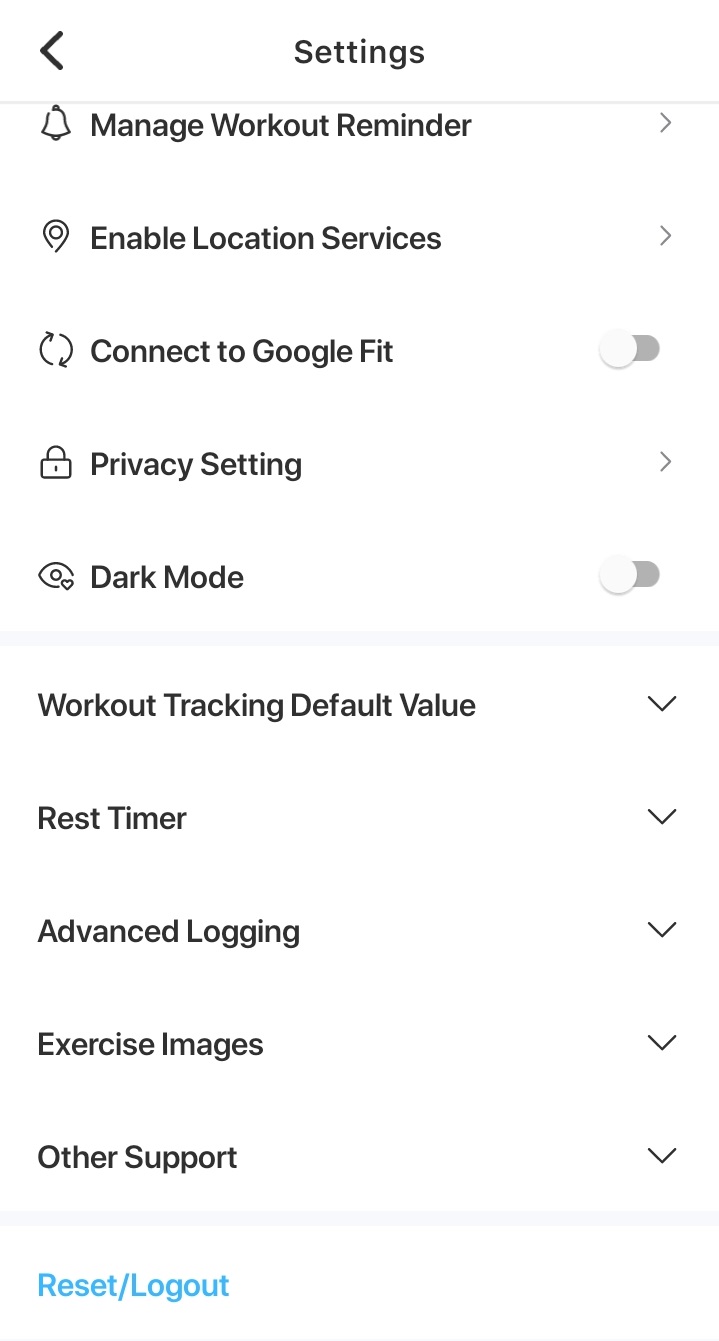 Settings
Manage Workout Reminder
Enable Location Services
Connect to Google Fit
Privacy Setting
Dark Mode
Workout Tracking Default Value
Rest Timer
Advanced Logging
Exercise Images
Other Support
Reset/Logout